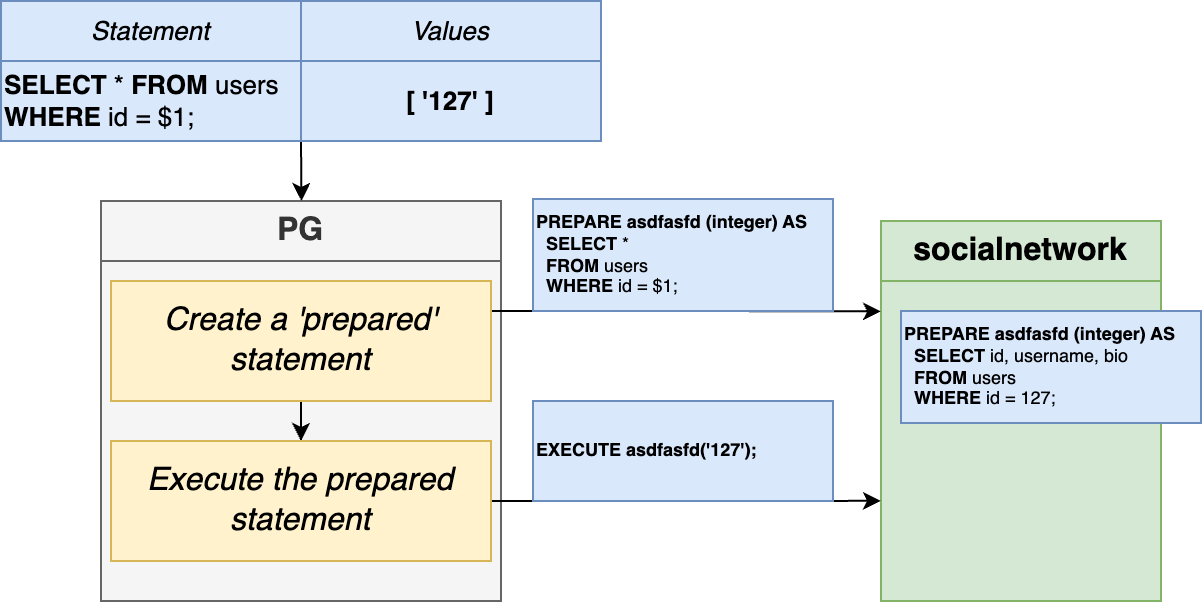 Statement
Values
SELECT * FROM users
WHERE id = $1;
[ '127' ]
PG
Create a 'prepared'
statement
Execute the prepared
statement
PREPARE asdfasfd (integer) AS
SELECT *
FROM users
WHERE id = $1;
EXECUTE asdfasfd('127');
socialnetwork
PREPARE asdfasfd (integer) AS
SELECT id, username, bio
FROM users
WHERE id = 127;